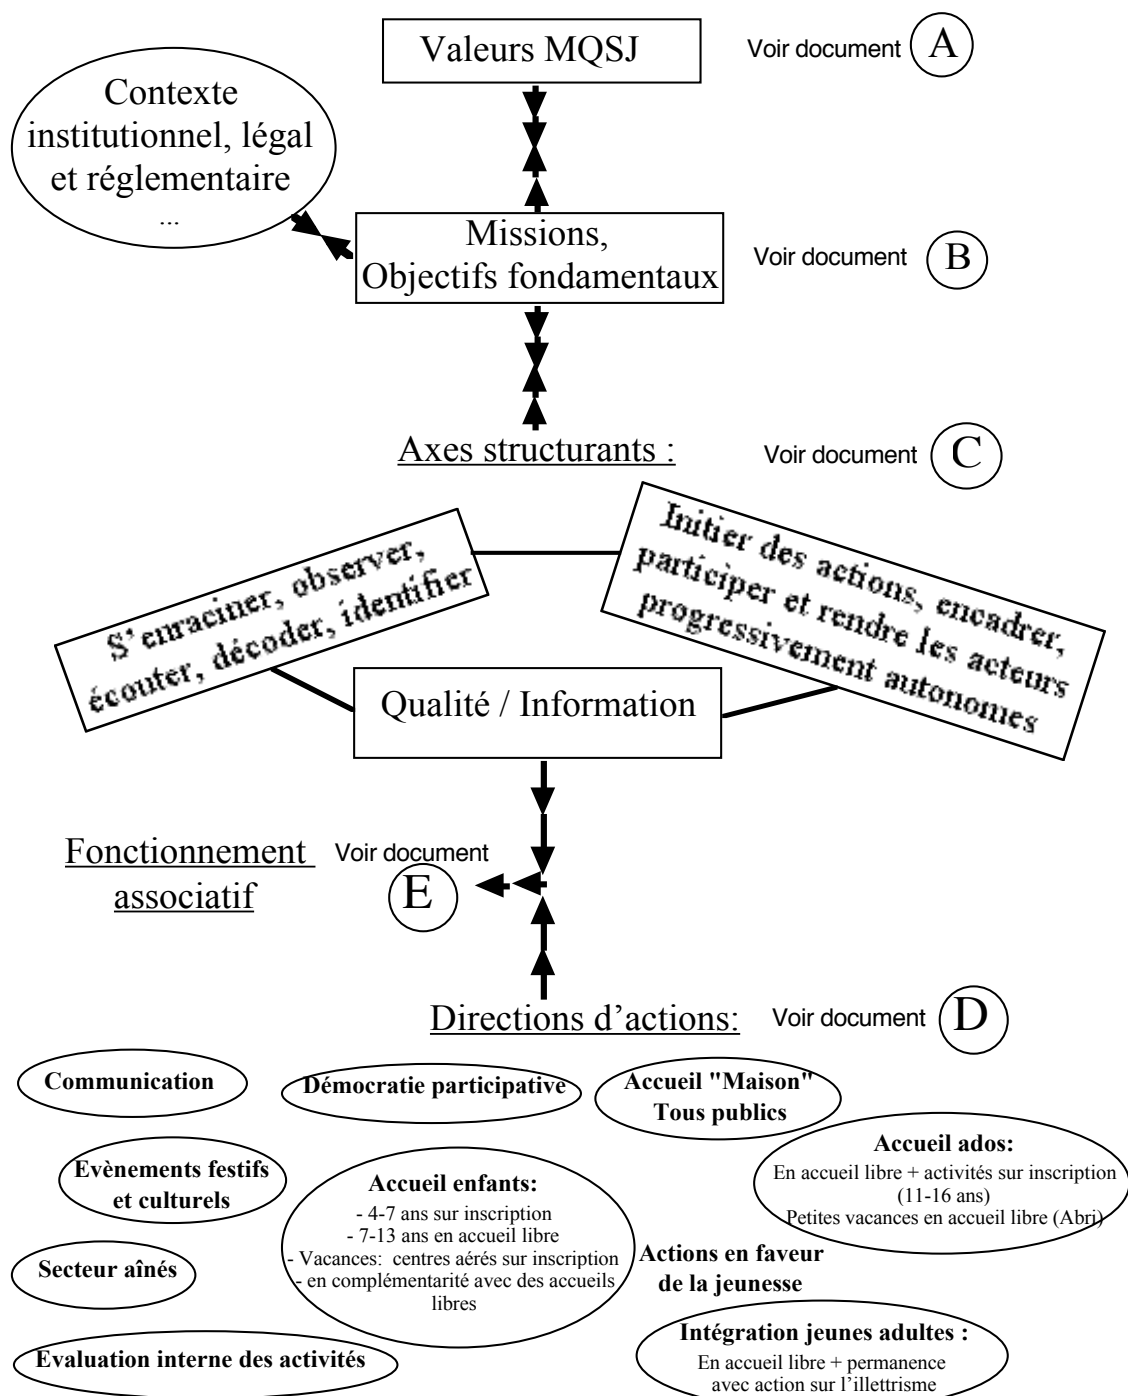 Valeurs MQSJ
Voir document A
Contexte
institutionnel, légal
et réglementaire
...
Missions,
Objectifs fondamentaux
Voir document B
Axes structurants :
Voir document C
S'enraciner, observer,
écouter, décoder, identifier
Initier des actions, encadrer,
participer et rendre les acteurs
progressivement autonomes
Qualité / Information
Fonctionnement
associatif
Voir document
E
Directions d’actions:
Voir document D
Communication
Démocratie participative
Accueil "Maison"
Tous publics
Evènements festifs
et culturels
Accueil enfants:
- 4-7 ans sur inscription
- 7-13 ans en accueil libre
- Vacances: centres aérés sur inscription
- en complémentarité avec des accueils
libres
Accueil ados:
En accueil libre + activités sur inscription
(11-16 ans)
Petites vacances en accueil libre (Abri)
Secteur aînés
Actions en faveur
de la jeunesse
Evaluation interne des activités
Intégration jeunes adultes :
En accueil libre + permanence
avec action sur l’illettrisme